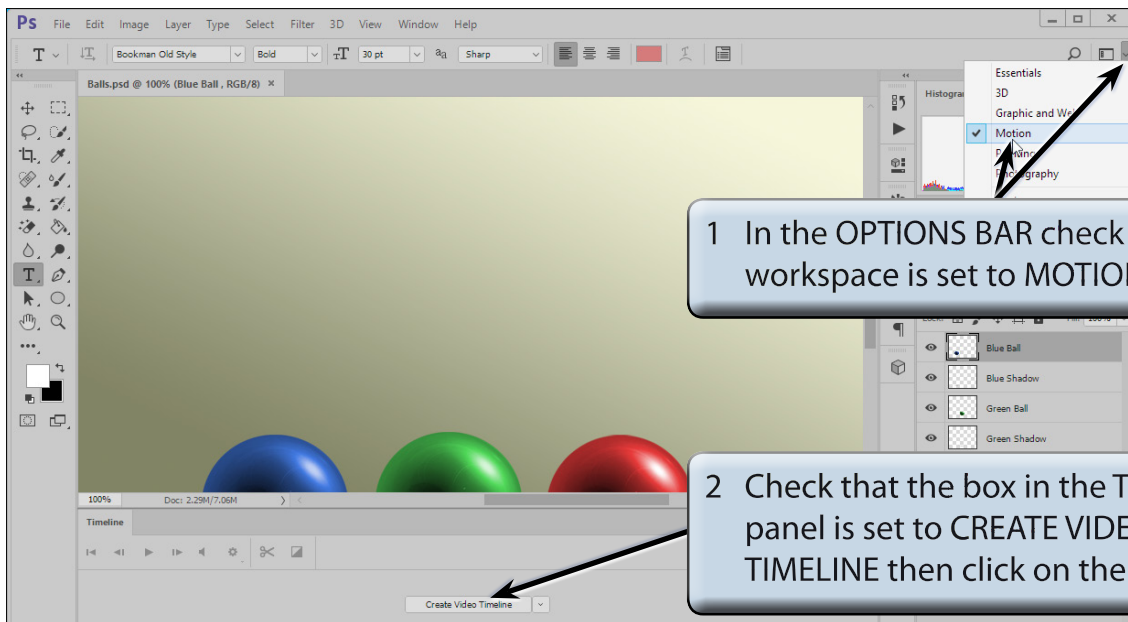 Ps File Edit Image Layer Type Select Filter 3D View Window Help
T Bookman Old Style Bold 30 pt aa Sharp
Balls.psd @ 100% (Blue Ball , RGB/8) ×
Essentials
3D
Graphic and We
Motion
Photography
1 In the OPTIONS BAR check
workspace is set to MOTION
Blue Ball
Blue Shadow
Green Ball
Green Shadow
100% Doc: 2.29M/7.06M
2 Check that the box in the T
panel is set to CREATE VIDE
TIMELINE then click on the
Timeline
Create Video Timeline